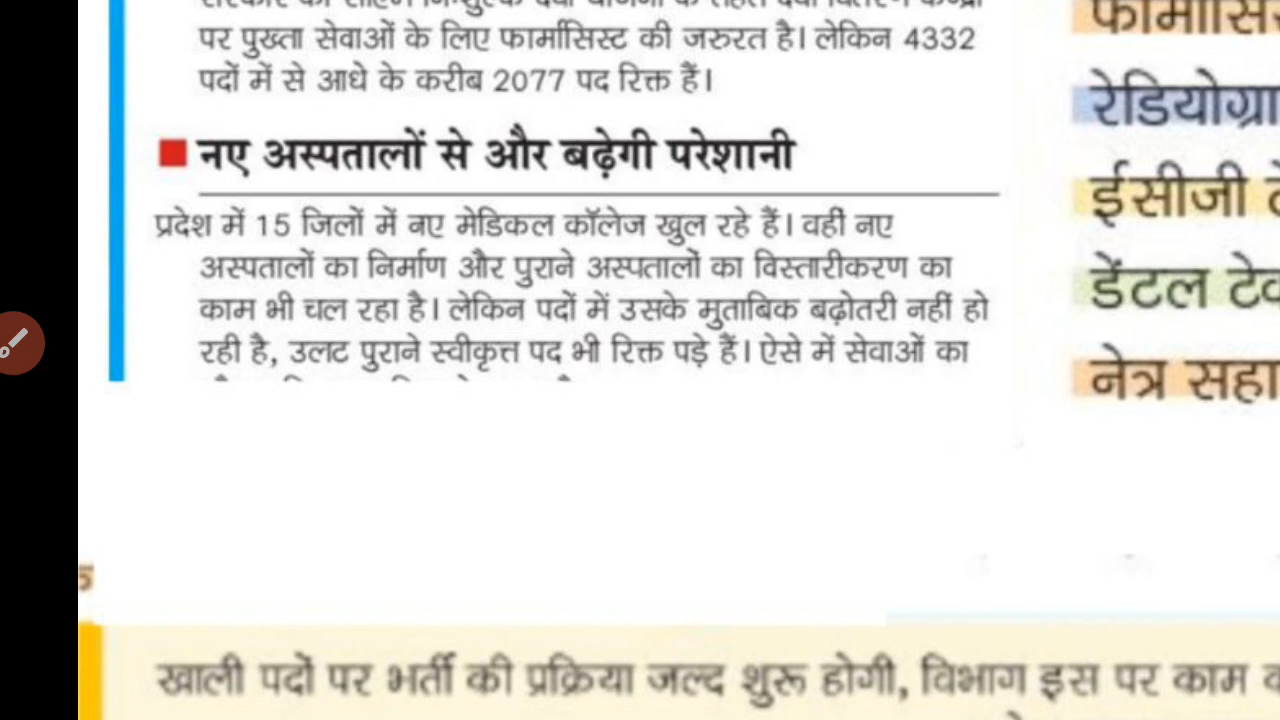 पर पुख्ता सेवाओं के लिए फार्मासिस्ट की जरुरत है। लेकिन 4332
पदों में से आधे के करीब 2077 पद रिक्त हैं।
नए अस्पतालों से और बढ़ेगी परेशानी
प्रदेश में 15 जिलों में नए मेडिकल कॉलेज खुल रहे हैं। वहीं नए
अस्पतालों का निर्माण और पुराने अस्पतालों का विस्तारीकरण का
काम भी चल रहा है। लेकिन पदों में उसके मुताबिक बढ़ोतरी नहीं हो
रही है, उलट पुराने स्वीकृत्त पद भी रिक्त पड़े हैं। ऐसे में सेवाओं का
रेडियोग्रा
ईसीजी
डेंटल
नेत्र सहा
खाली पदों पर भर्ती की प्रक्रिया जल्द शुरू होगी, विभाग इस पर काम